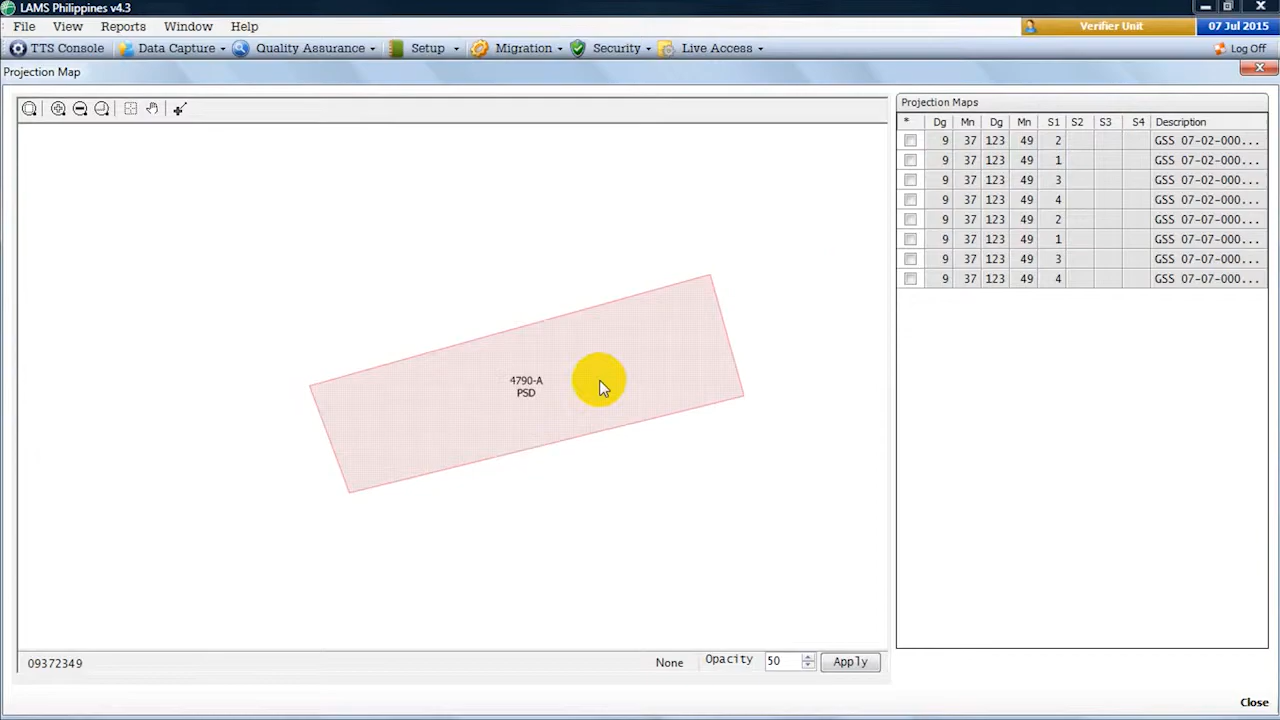 LAMS Philippines v4.3
File View Reports Window Help
Verifier Unit
07 Jul 2015
TTS Console Data Capture Quality Assurance Setup Migration Security Live Access
Log Off
Projection Map
Projection Maps
* Dg Mn Dg Mn S1 S2 S3 S4 Description
9 37 123 49 2 GSS 07-02-000...
9 37 123 49 1 GSS 07-02-000...
9 37 123 49 3 GSS 07-02-000...
9 37 123 49 4 GSS 07-02-000...
9 37 123 49 2 GSS 07-07-000...
9 37 123 49 1 GSS 07-07-000...
9 37 123 49 3 GSS 07-07-000...
9 37 123 49 4 GSS 07-07-000...
4790-A
PSD
09372349
None
Opacity 50 Apply
Close